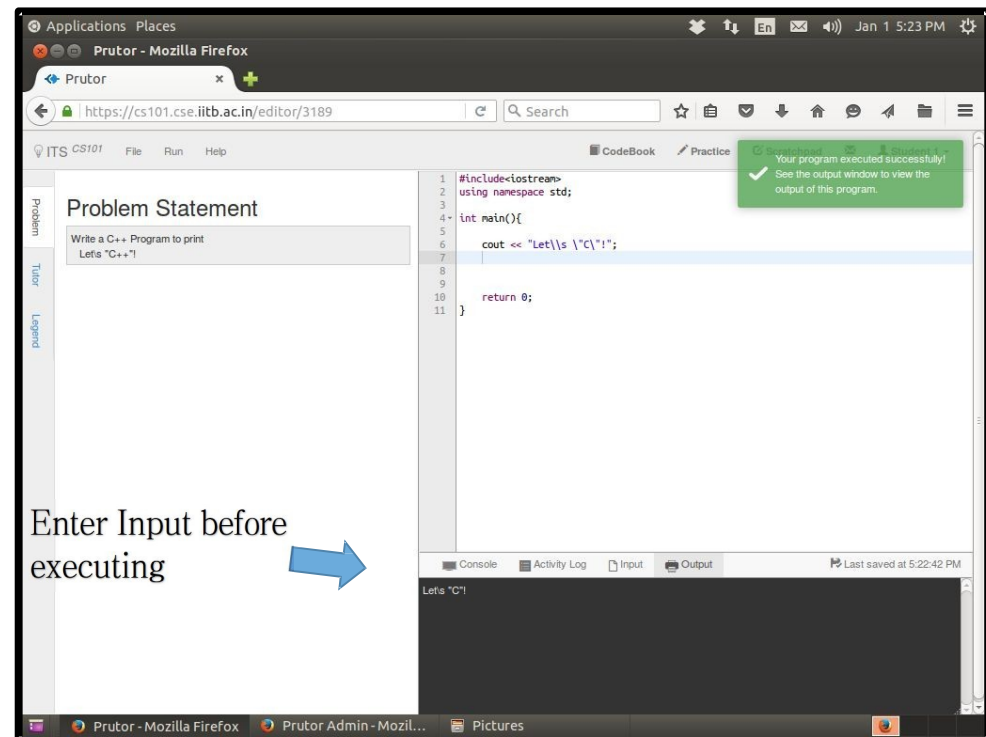 Applications Places
En
Jan 1 5:23 PM
Prutor - Mozilla Firefox
Prutor
https://cs101.cse.iitb.ac.in/editor/3189
Search
ITS CS101 File Run Help
CodeBook Practice Scratchpad Student 1
Your program executed successfully!
See the output window to view the
output of this program.
Problem
Tutor
Legend
Problem Statement
Write a C++ Program to print
Let\s "C++"!
1 #include<iostream>
2 using namespace std;
3
4 int main(){
5
6 cout << "Let\\s \"C\"!";
7
8
9
10 return 0;
11 }
Enter Input before
executing
Console Activity Log Input Output Last saved at 5:22:42 PM
Let\s "C"!
Prutor - Mozilla Firefox Prutor Admin - Mozil... Pictures